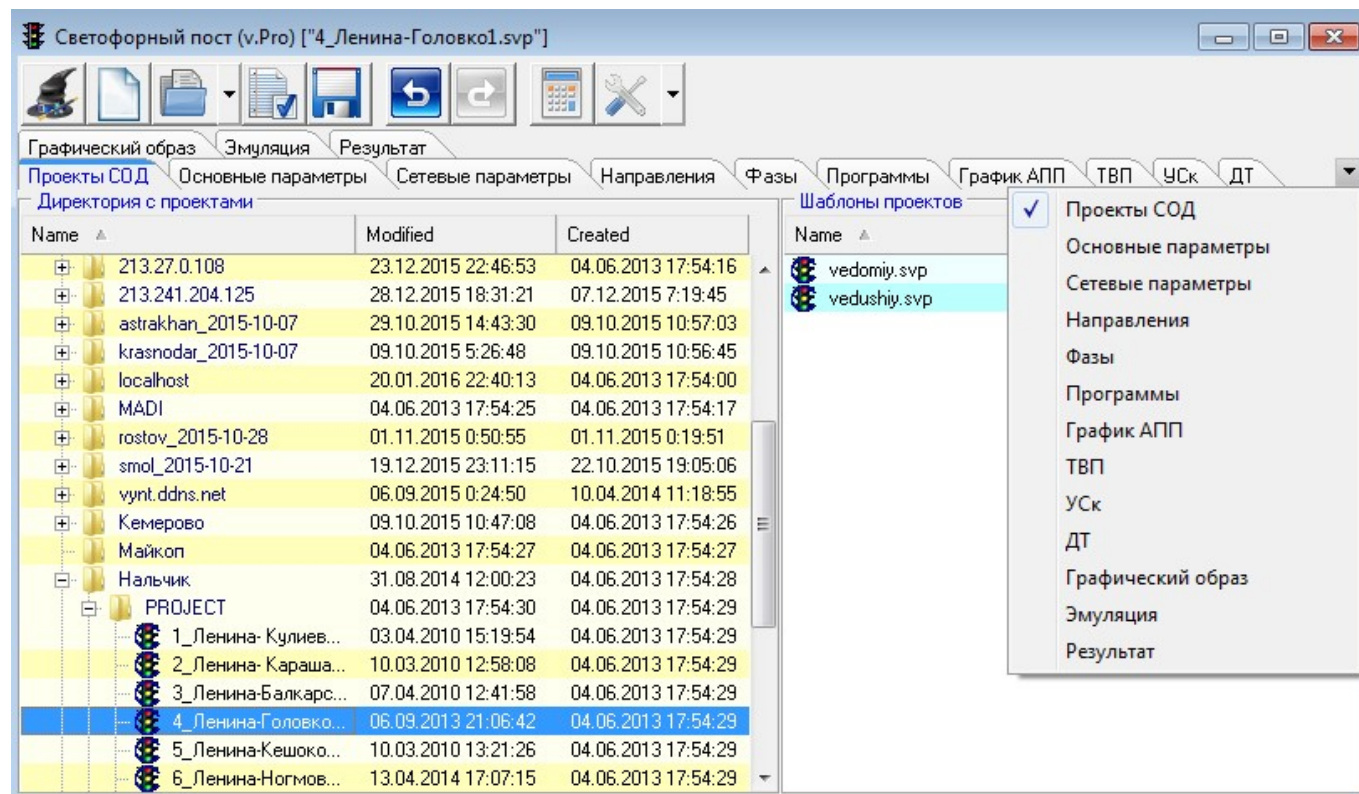 Светофорный пост (v.Pro) ["4_Ленина-Головко1.svp"]
Графический образ Эмуляция Результат
Проекты СОД Основные параметры Сетевые параметры Направления Фазы Программы График АПП ТВП УСк ДТ
Директория с проектами
Name Modified Created
213.27.0.108 23.12.2015 22:46:53 04.06.2013 17:54:16
213.241.204.125 28.12.2015 18:31:21 07.12.2015 7:19:45
astrakhan_2015-10-07 29.10.2015 14:43:30 09.10.2015 10:57:03
krasnodar_2015-10-07 09.10.2015 5:26:48 09.10.2015 10:56:45
localhost 20.01.2016 22:40:13 04.06.2013 17:54:00
MADI 04.06.2013 17:54:25 04.06.2013 17:54:17
rostov_2015-10-28 01.11.2015 0:50:55 01.11.2015 0:19:51
smol_2015-10-21 19.12.2015 23:11:15 22.10.2015 19:05:06
vynt.ddns.net 06.09.2015 0:24:50 10.04.2014 11:18:55
Кемерово 09.10.2015 10:47:08 04.06.2013 17:54:26
Майкоп 04.06.2013 17:54:27 04.06.2013 17:54:27
Нальчик 31.08.2014 12:00:23 04.06.2013 17:54:28
PROJECT 04.06.2013 17:54:30 04.06.2013 17:54:29
1_Ленина- Кулиев... 03.04.2010 15:19:54 04.06.2013 17:54:29
2_Ленина- Караша... 10.03.2010 12:58:08 04.06.2013 17:54:29
3_Ленина-Балкарс... 07.04.2010 12:41:58 04.06.2013 17:54:29
4_Ленина-Головко... 06.09.2013 21:06:42 04.06.2013 17:54:29
5_Ленина-Кешоко... 10.03.2010 13:21:26 04.06.2013 17:54:29
6_Ленина-Ногмов... 13.04.2014 17:07:15 04.06.2013 17:54:29
Шаблоны проектов
Name
vedomiy.svp
vedushiy.svp
Проекты СОД
Основные параметры
Сетевые параметры
Направления
Фазы
Программы
График АПП
ТВП
УСк
ДТ
Графический образ
Эмуляция
Результат